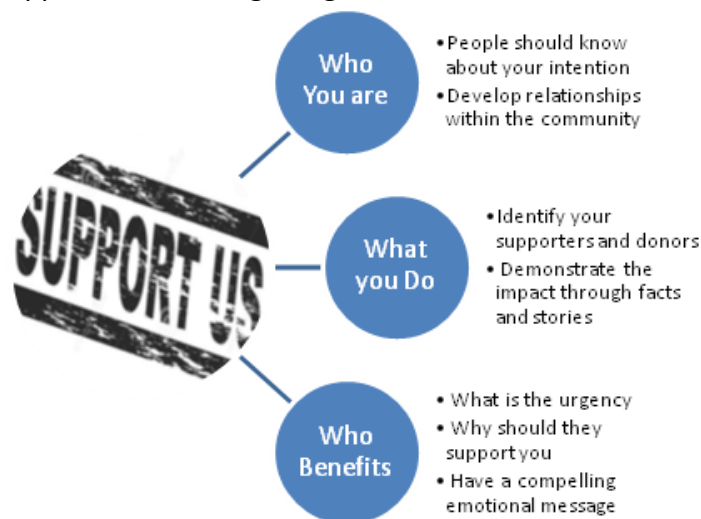 SUPPORT US
Who
You are
• People should know
about your intention
• Develop relationships
within the community
What
you Do
• Identify your
supporters and donors
• Demonstrate the
impact through facts
and stories
Who
Benefits
• What is the urgency
• Why should they
support you
• Have a compelling
emotional message